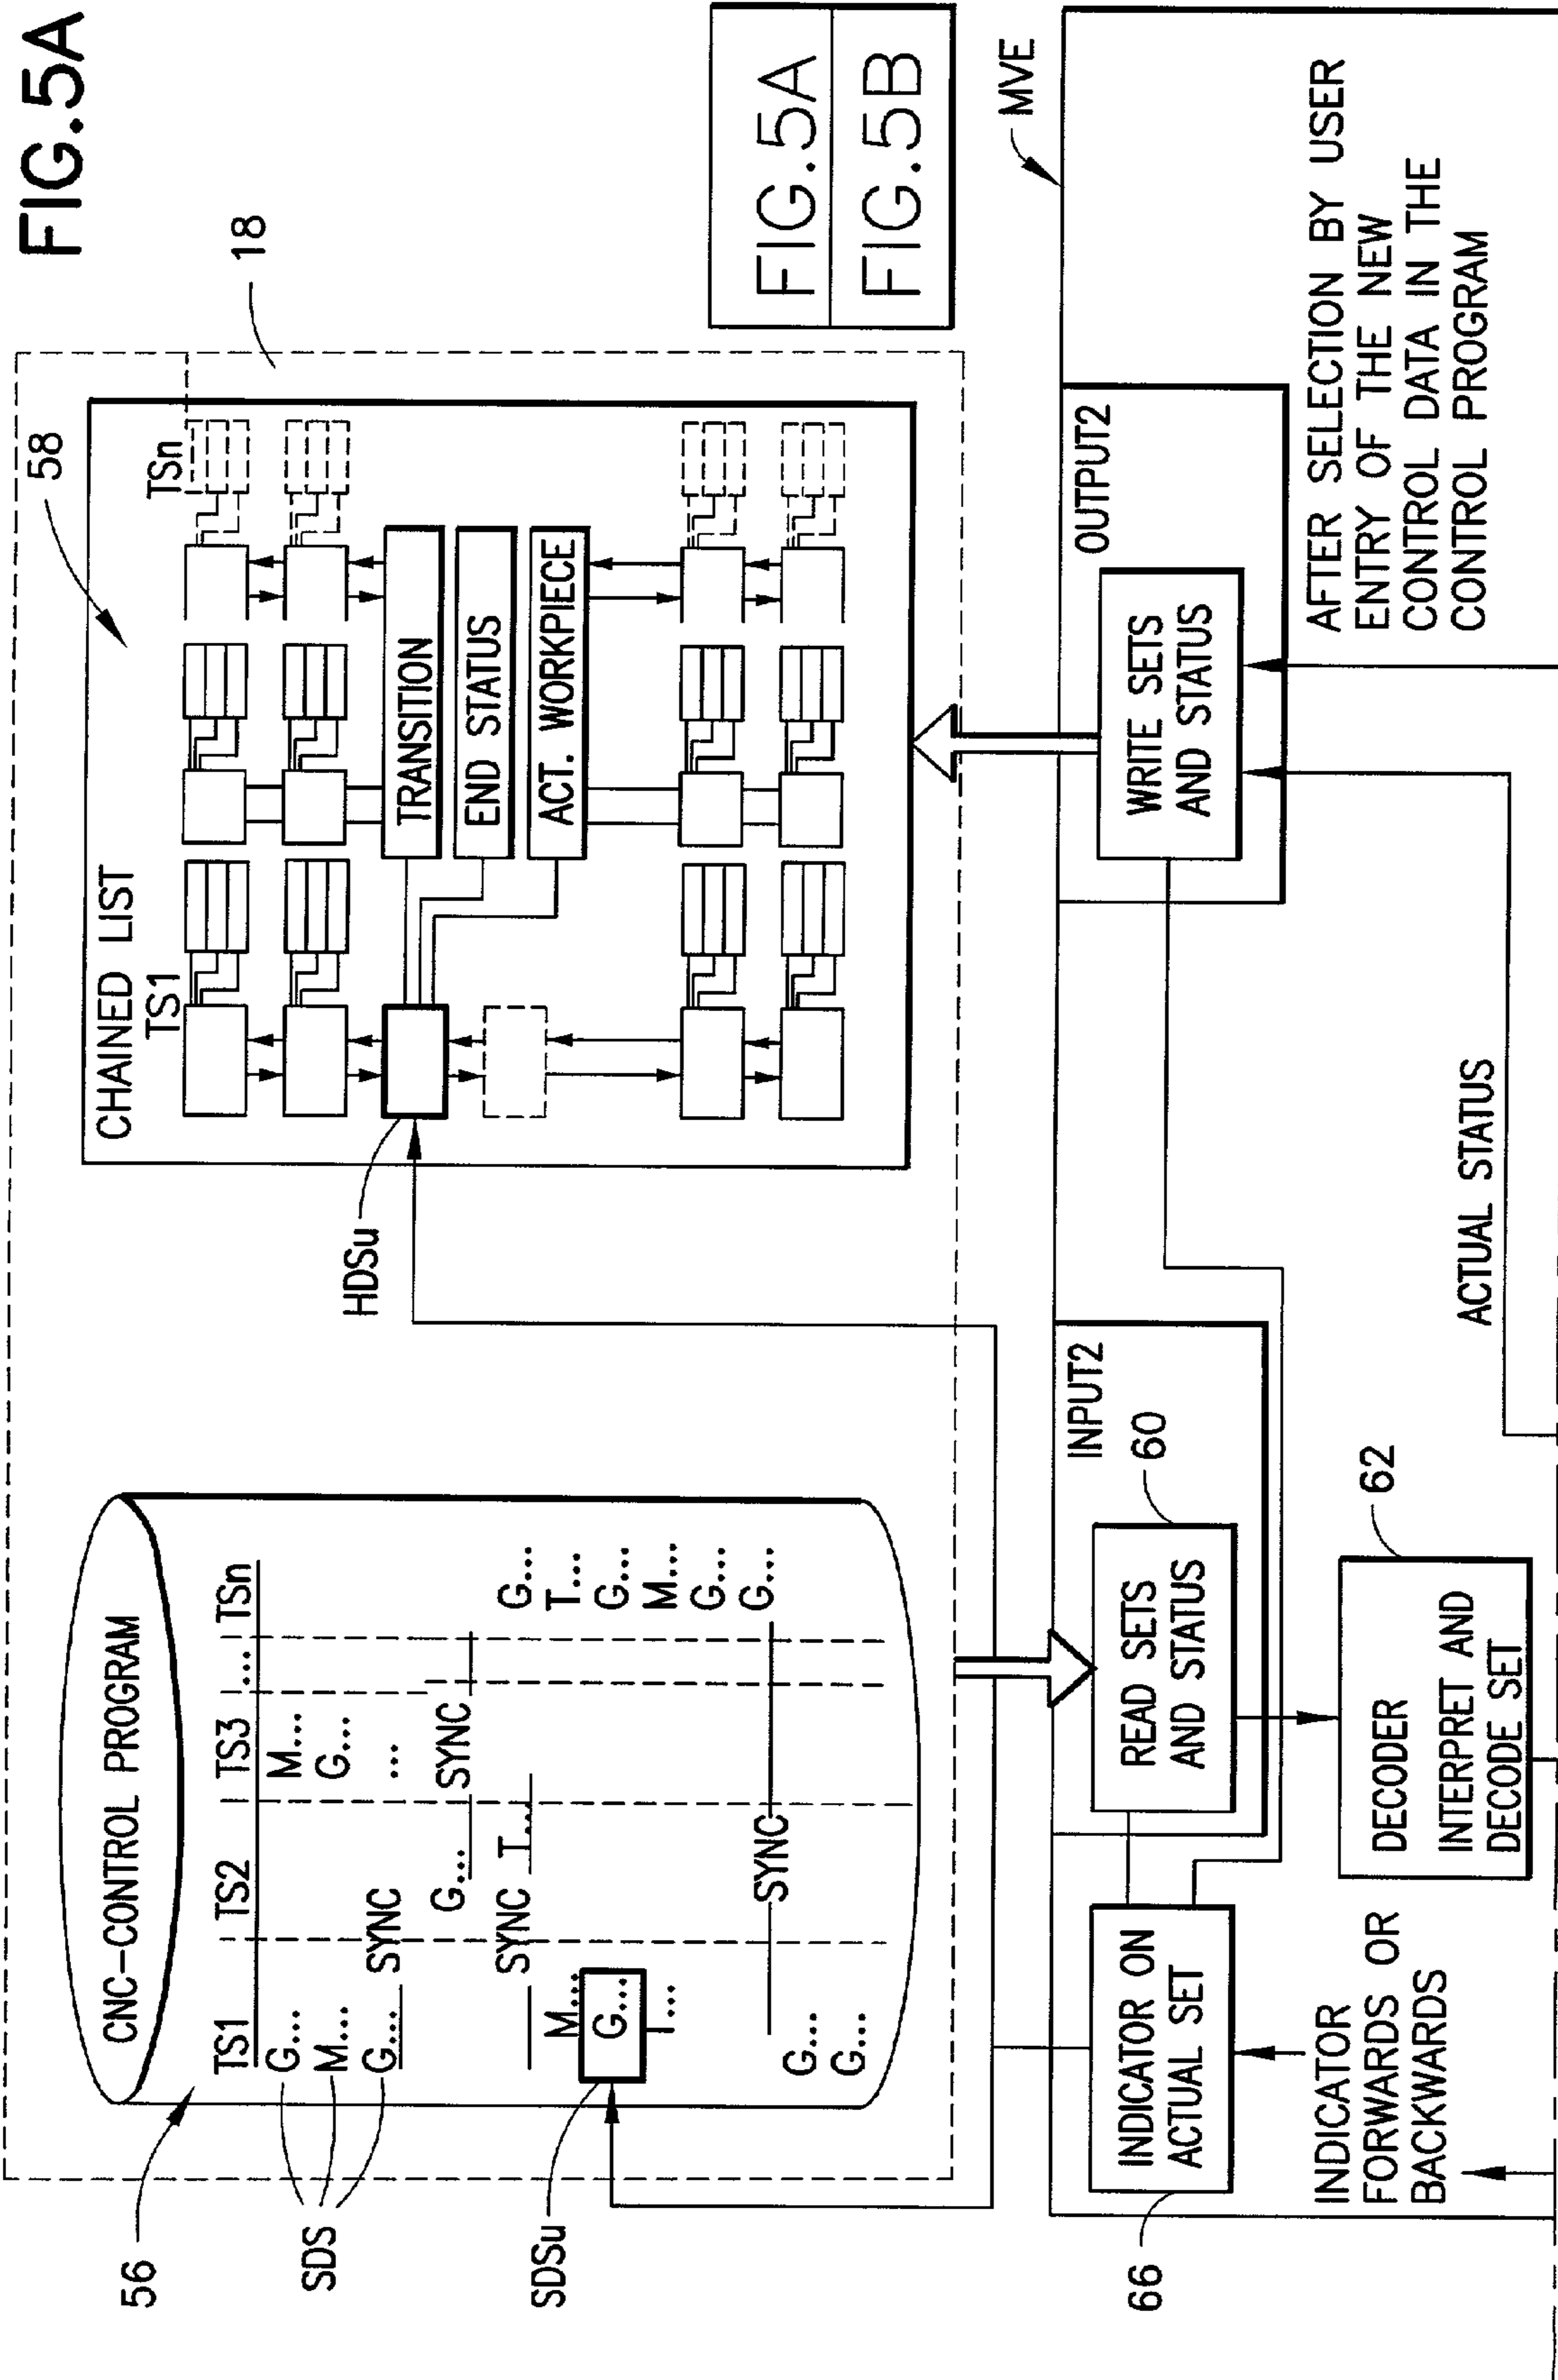 FIG.5A
18
56
CNC-CONTROL PROGRAM
TS1 TS2 TS3 ... TSn
G...
M...
G...
SYNC
SDS
M...
G...
...
SYNC
G...
SYNC T...
M...
G...
T...
SDSu
G...
T...
G...
M...
G...
G...
SYNC
G...
G...
58
CHAINED LIST
TS1
TSn
HDSu
TRANSITION
END STATUS
ACT. WORKPIECE
FIG.5A
FIG.5B
MVE
INPUT2
OUTPUT2
66
INDICATOR ON
ACTUAL SET
60
READ SETS
AND STATUS
WRITE SETS
AND STATUS
INDICATOR
FORWARDS OR
BACKWARDS
62
DECODER
INTERPRET AND
DECODE SET
ACTUAL STATUS
AFTER SELECTION BY USER
ENTRY OF THE NEW
CONTROL DATA IN THE
CONTROL PROGRAM